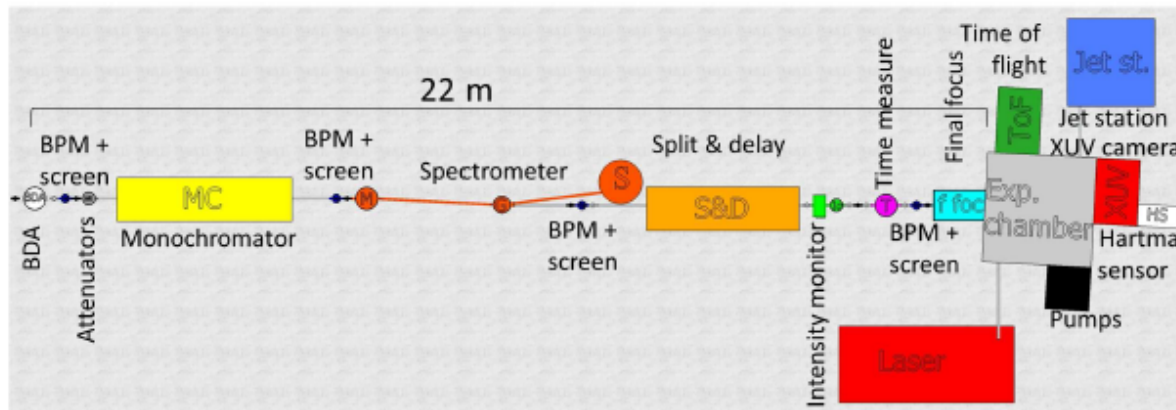 22 m
BPM +
screen
BDA
BDA
Attenuators
MC
Monochromator
BPM +
screen
M
Spectrometer
G
S
BPM +
screen
Split & delay
S&D
Intensity monitor
Time measure
T
BPM +
screen
Final focus
f foc
Time of
flight
ToF
Jet st.
Jet station
XUV camera
Exp.
chamber
XUV
HS
Hartma
sensor
Pumps
Laser